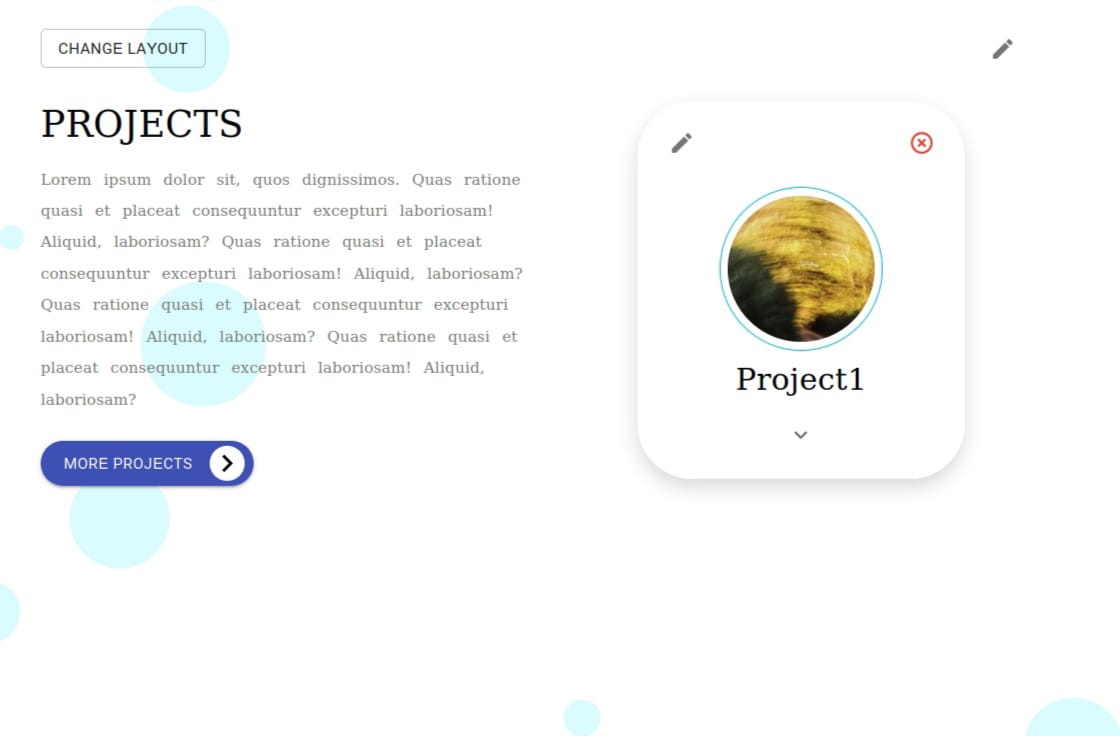 CHANGE LAYOUT
PROJECTS
Lorem ipsum dolor sit, quos dignissimos. Quas ratione
quasi et placeat consequuntur excepturi laboriosam!
Aliquid, laboriosam? Quas ratione quasi et placeat
consequuntur excepturi laboriosam! Aliquid, laboriosam?
Quas ratione quasi et placeat consequuntur excepturi
laboriosam! Aliquid, laboriosam? Quas ratione quasi et
placeat consequuntur excepturi laboriosam! Aliquid,
laboriosam?
MORE PROJECTS
Project1